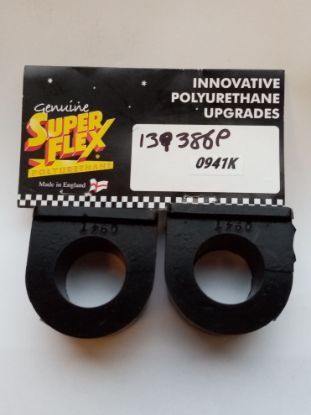 Genuine
SUPER
FLEX
POLYURETHANE
Made in England
INNOVATIVE
POLYURETHANE
UPGRADES
139386P
0941K